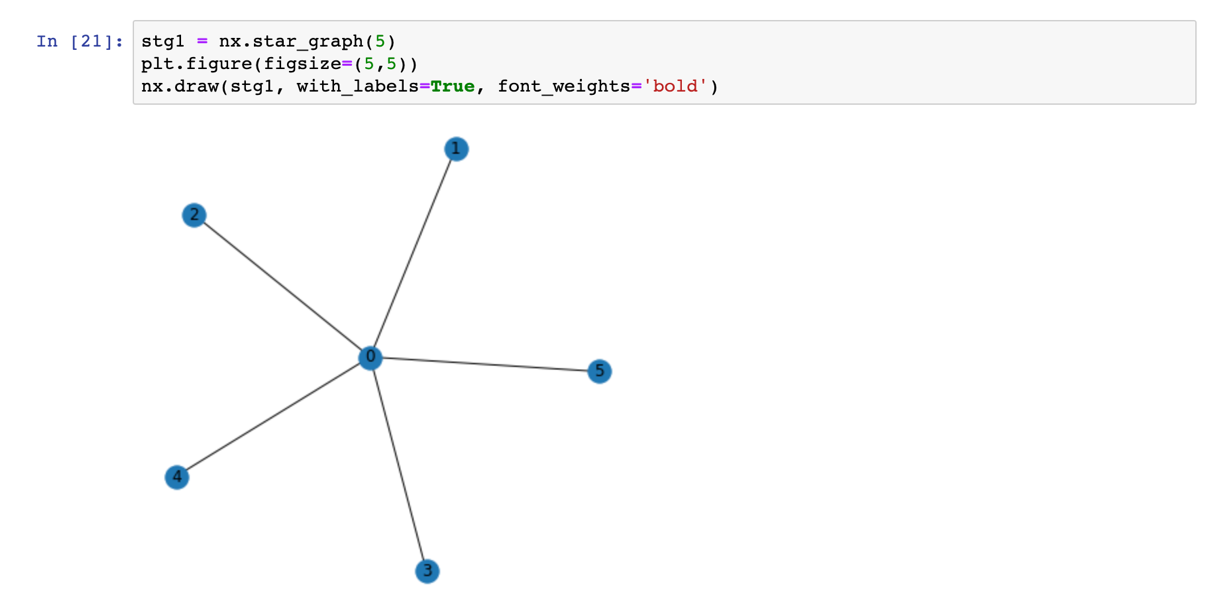 In [21]: stg1 = nx.star_graph(5)
plt.figure(figsize=(5,5))
nx.draw(stg1, with_labels=True, font_weights='bold')
1
2
0
5
4
3